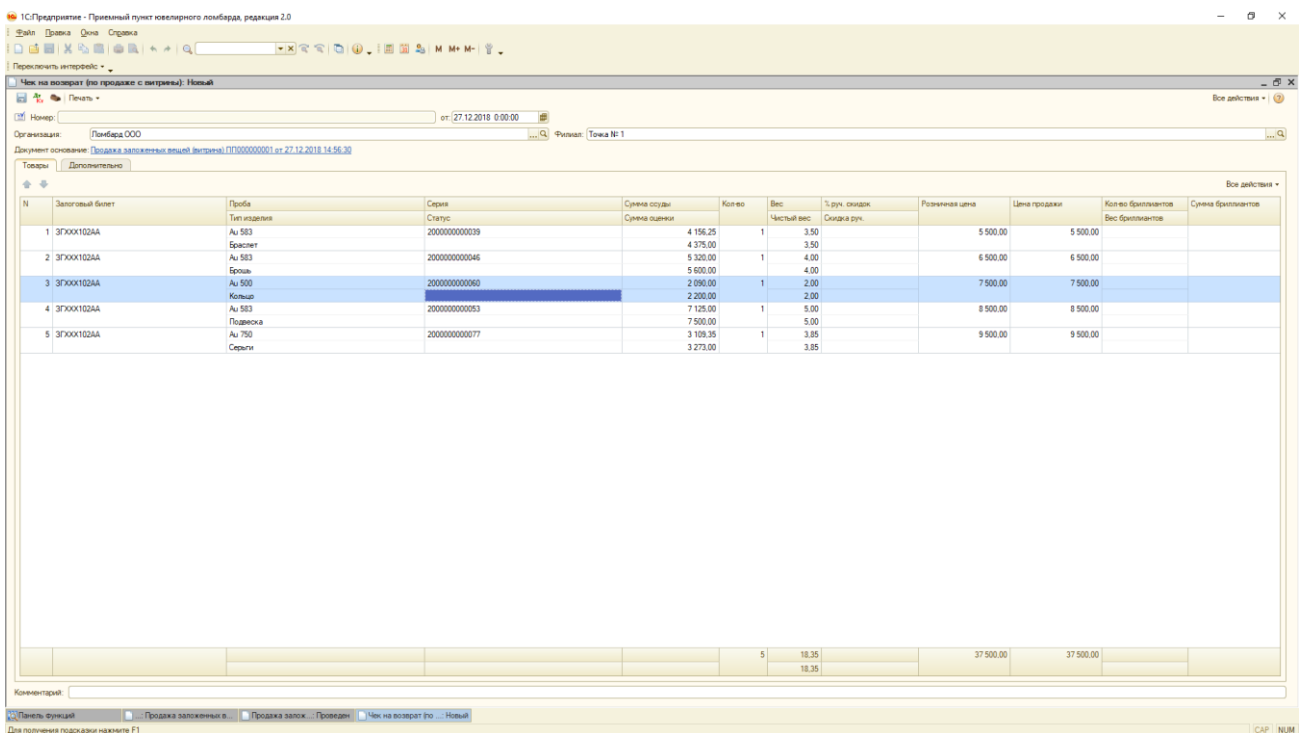 1С:Предприятие - Приемный пункт ювелирного ломбарда, редакция 2.0
Файл Правка Окна Справка
M M+ M-
Переключить интерфейс
Чек на возврат (по продаже с витрины): Новый
Печать Все действия
Номер: от: 27.12.2018 0:00:00
Организация: Ломбард ООО ... Филиал: Точка № 1 ...
Документ основание: Продажа заложенных вещей (витрина) ПП000000001 от 27.12.2018 14:56:30
Товары Дополнительно
Все действия
N Залоговый билет Проба Серия Сумма ссуды Кол-во Вес % руч. скидок Розничная цена Цена продажи Кол-во бриллиантов Сумма бриллиантов
Тип изделия Статус Сумма оценки Чистый вес Скидка руч. Вес бриллиантов
1 ЗГXXX102АА Au 583 2000000000039 4 156,25 1 3,50 5 500,00 5 500,00
Браслет 4 375,00 3,50
2 ЗГXXX102АА Au 583 2000000000046 5 320,00 1 4,00 6 500,00 6 500,00
Брошь 5 600,00 4,00
3 ЗГXXX102АА Au 500 2000000000060 2 090,00 1 2,00 7 500,00 7 500,00
Кольцо 2 200,00 2,00
4 ЗГXXX102АА Au 583 2000000000053 7 125,00 1 5,00 8 500,00 8 500,00
Подвеска 7 500,00 5,00
5 ЗГXXX102АА Au 750 2000000000077 3 109,35 1 3,85 9 500,00 9 500,00
Серьги 3 273,00 3,85
5 18,35 37 500,00 37 500,00
18,35
Комментарий:
Панель функций ...: Продажа заложенных в... Продажа залож...: Проведен Чек на возврат (по ...: Новый
Для получения подсказки нажмите F1 CAP NUM